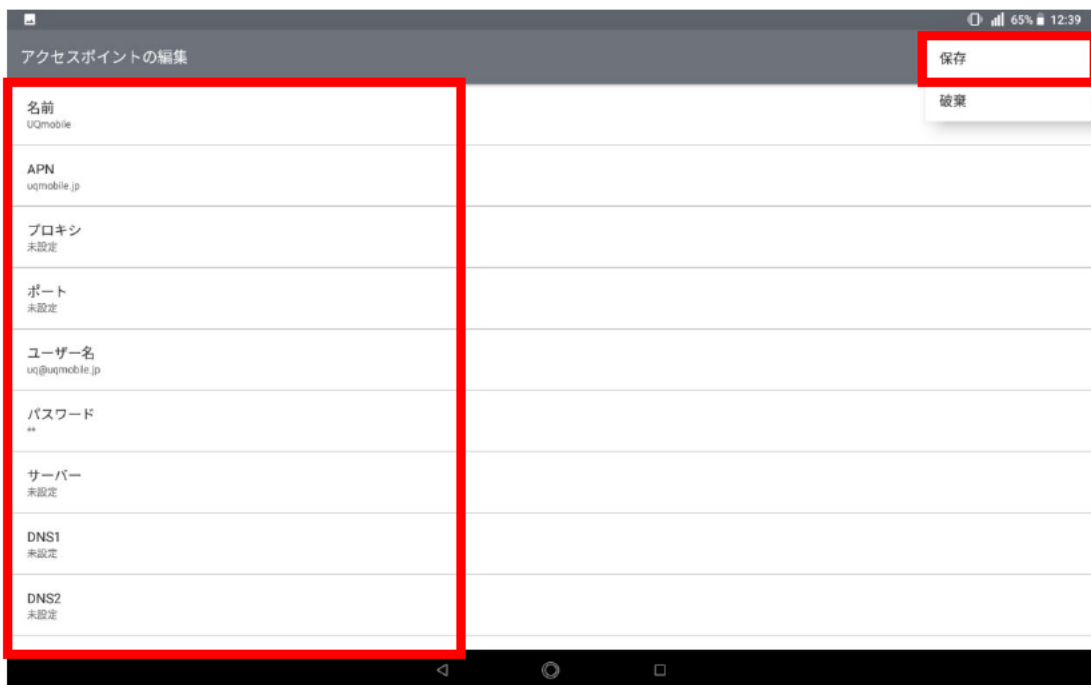 65% 12:39
アクセスポイントの編集
保存
破棄
名前
UQmobile
APN
uqmobile.jp
プロキシ
未設定
ポート
未設定
ユーザー名
uq@uqmobile.jp
パスワード
**
サーバー
未設定
DNS1
未設定
DNS2
未設定